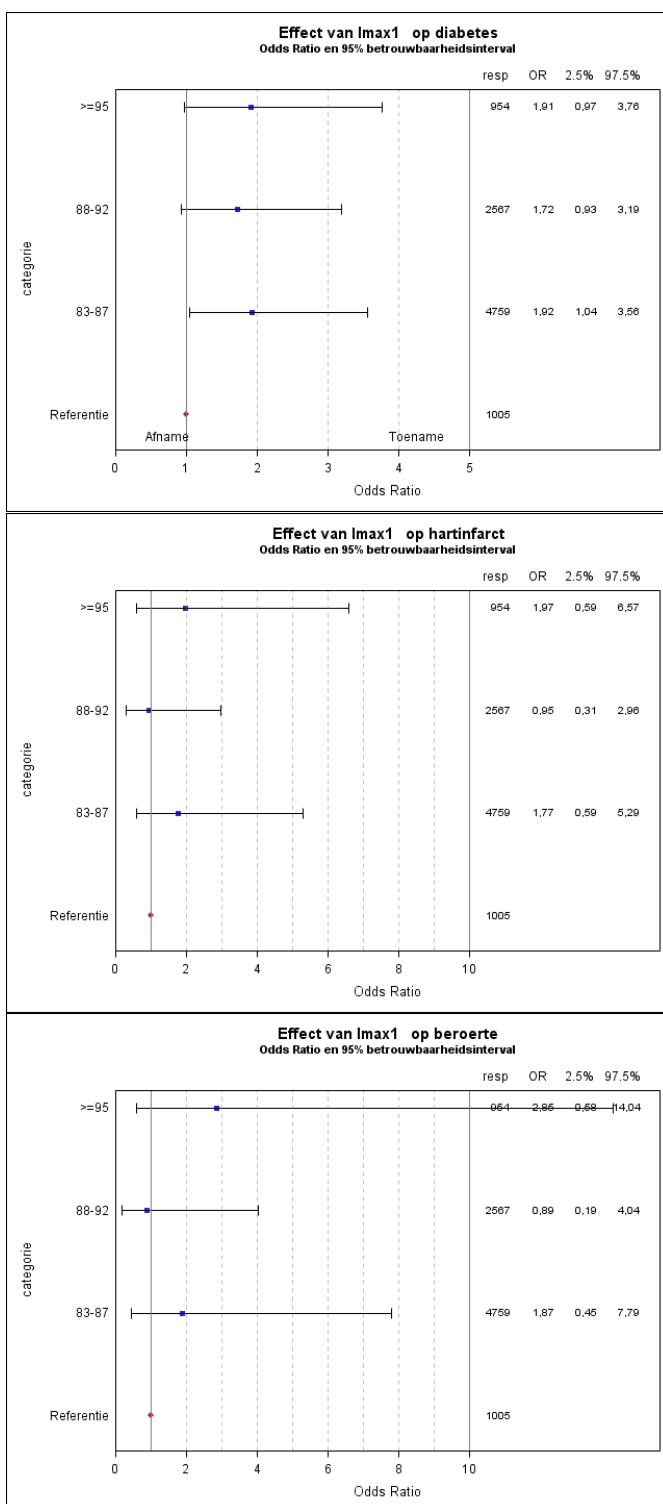 Effect van lmax1 op diabetes
Odds Ratio en 95% betrouwbaarheidsinterval
resp OR 2.5% 97.5%
>=95 954 1,91 0,97 3,76
88-92 2567 1,72 0,93 3,19
83-87 4759 1,92 1,04 3,56
Referentie 1005
categorie
Afname Toename
0 1 2 3 4 5
Odds Ratio
Effect van lmax1 op hartinfarct
Odds Ratio en 95% betrouwbaarheidsinterval
resp OR 2.5% 97.5%
>=95 954 1,97 0,59 6,57
88-92 2567 0,95 0,31 2,96
83-87 4759 1,77 0,59 5,29
Referentie 1005
categorie
0 2 4 6 8 10
Odds Ratio
Effect van lmax1 op beroerte
Odds Ratio en 95% betrouwbaarheidsinterval
resp OR 2.5% 97.5%
>=95 954 2,85 0,58 14,04
88-92 2567 0,89 0,19 4,04
83-87 4759 1,87 0,45 7,79
Referentie 1005
categorie
0 2 4 6 8 10
Odds Ratio